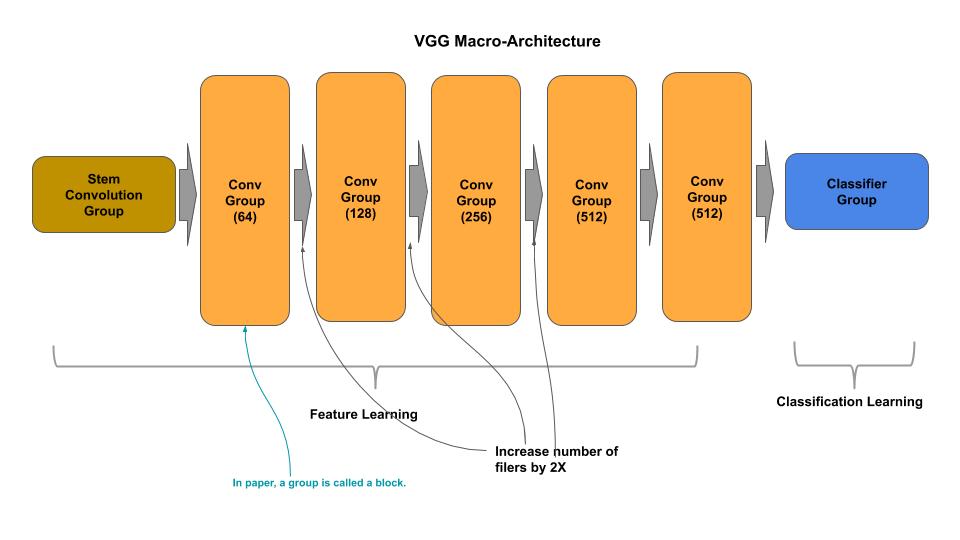 VGG Macro-Architecture
Stem
Convolution
Group
Conv
Group
(64)
Conv
Group
(128)
Conv
Group
(256)
Conv
Group
(512)
Conv
Group
(512)
Classifier
Group
Feature Learning
Classification Learning
Increase number of
filers by 2X
In paper, a group is called a block.